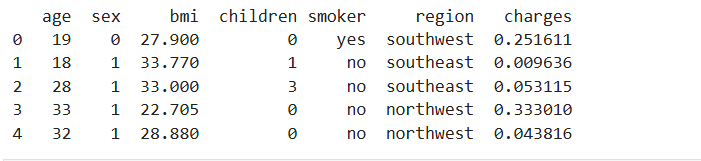 age sex bmi children smoker region charges
0 19 0 27.900 0 yes southwest 0.251611
1 18 1 33.770 1 no southeast 0.009636
2 28 1 33.000 3 no southeast 0.053115
3 33 1 22.705 0 no northwest 0.333010
4 32 1 28.880 0 no northwest 0.043816